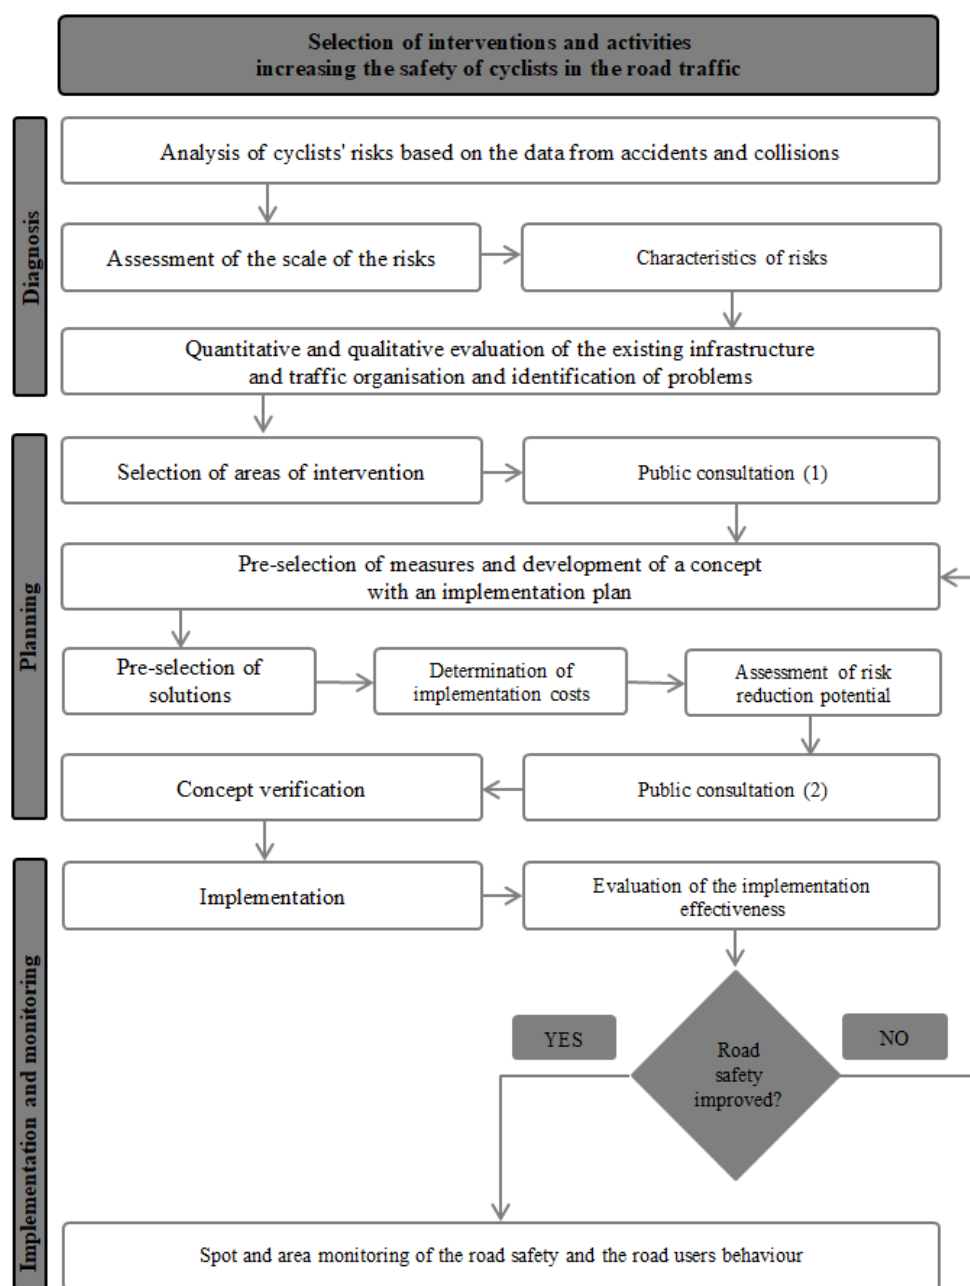 Selection of interventions and activities
increasing the safety of cyclists in the road traffic
Diagnosis
Analysis of cyclists' risks based on the data from accidents and collisions
Assessment of the scale of the risks
Characteristics of risks
Quantitative and qualitative evaluation of the existing infrastructure
and traffic organisation and identification of problems
Planning
Selection of areas of intervention
Public consultation (1)
Pre-selection of measures and development of a concept
with an implementation plan
Pre-selection of
solutions
Determination of
implementation costs
Assessment of risk
reduction potential
Concept verification
Public consultation (2)
Implementation and monitoring
Implementation
Evaluation of the implementation
effectiveness
YES
Road
safety
improved?
NO
Spot and area monitoring of the road safety and the road users behaviour